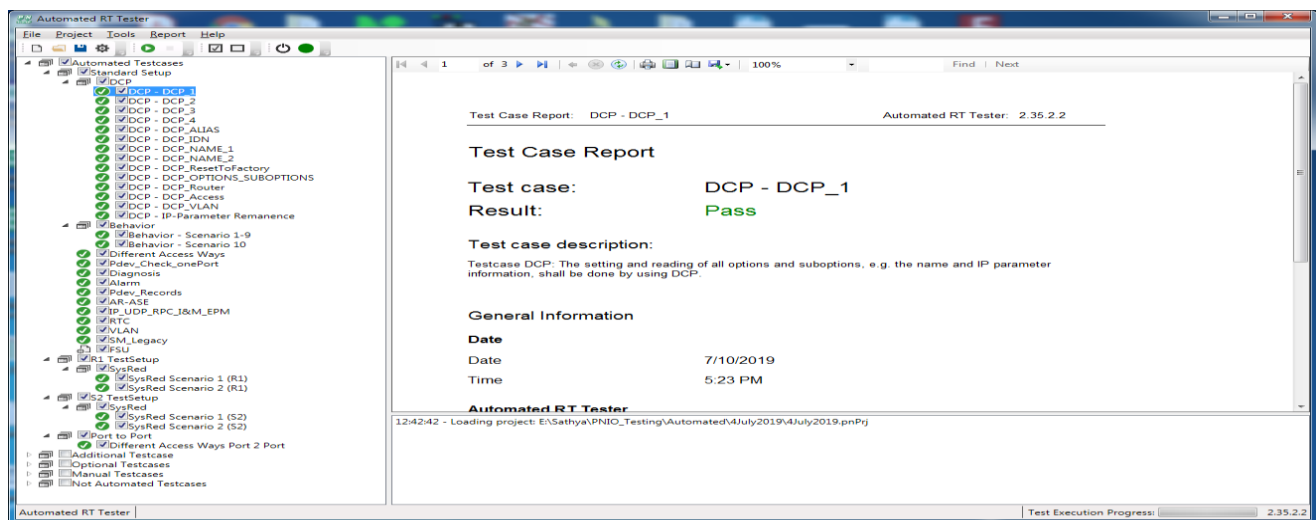 Automated RT Tester
File Project Tools Report Help
1 of 3 100% Find | Next
Automated Testcases
Standard Setup
DCP
DCP - DCP_1
DCP - DCP_2
DCP - DCP_3
DCP - DCP_4
DCP - DCP_ALIAS
DCP - DCP_IDN
DCP - DCP_NAME_1
DCP - DCP_NAME_2
DCP - DCP_ResetToFactory
DCP - DCP_OPTIONS_SUBOPTIONS
DCP - DCP_Router
DCP - DCP_Access
DCP - DCP_VLAN
DCP - IP-Parameter Remanence
Behavior
Behavior - Scenario 1-9
Behavior - Scenario 10
Different Access Ways
Pdev_Check_onePort
Diagnosis
Alarm
Pdev_Records
AR-ASE
IP_UDP_RPC_I&M_EPM
RTC
VLAN
SM_Legacy
FSU
R1 TestSetup
SysRed
SysRed Scenario 1 (R1)
SysRed Scenario 2 (R1)
S2 TestSetup
SysRed
SysRed Scenario 1 (S2)
SysRed Scenario 2 (S2)
Port to Port
Different Access Ways Port 2 Port
Additional Testcase
Optional Testcases
Manual Testcases
Not Automated Testcases
Test Case Report: DCP - DCP_1 Automated RT Tester: 2.35.2.2
Test Case Report
Test case: DCP - DCP_1
Result: Pass
Test case description:
Testcase DCP: The setting and reading of all options and suboptions, e.g. the name and IP parameter
information, shall be done by using DCP.
General Information
Date
Date 7/10/2019
Time 5:23 PM
Automated RT Tester
12:42:42 - Loading project: E:\Sathya\PNIO_Testing\Automated\4July2019\4July2019.pnPrj
Automated RT Tester Test Execution Progress: 2.35.2.2